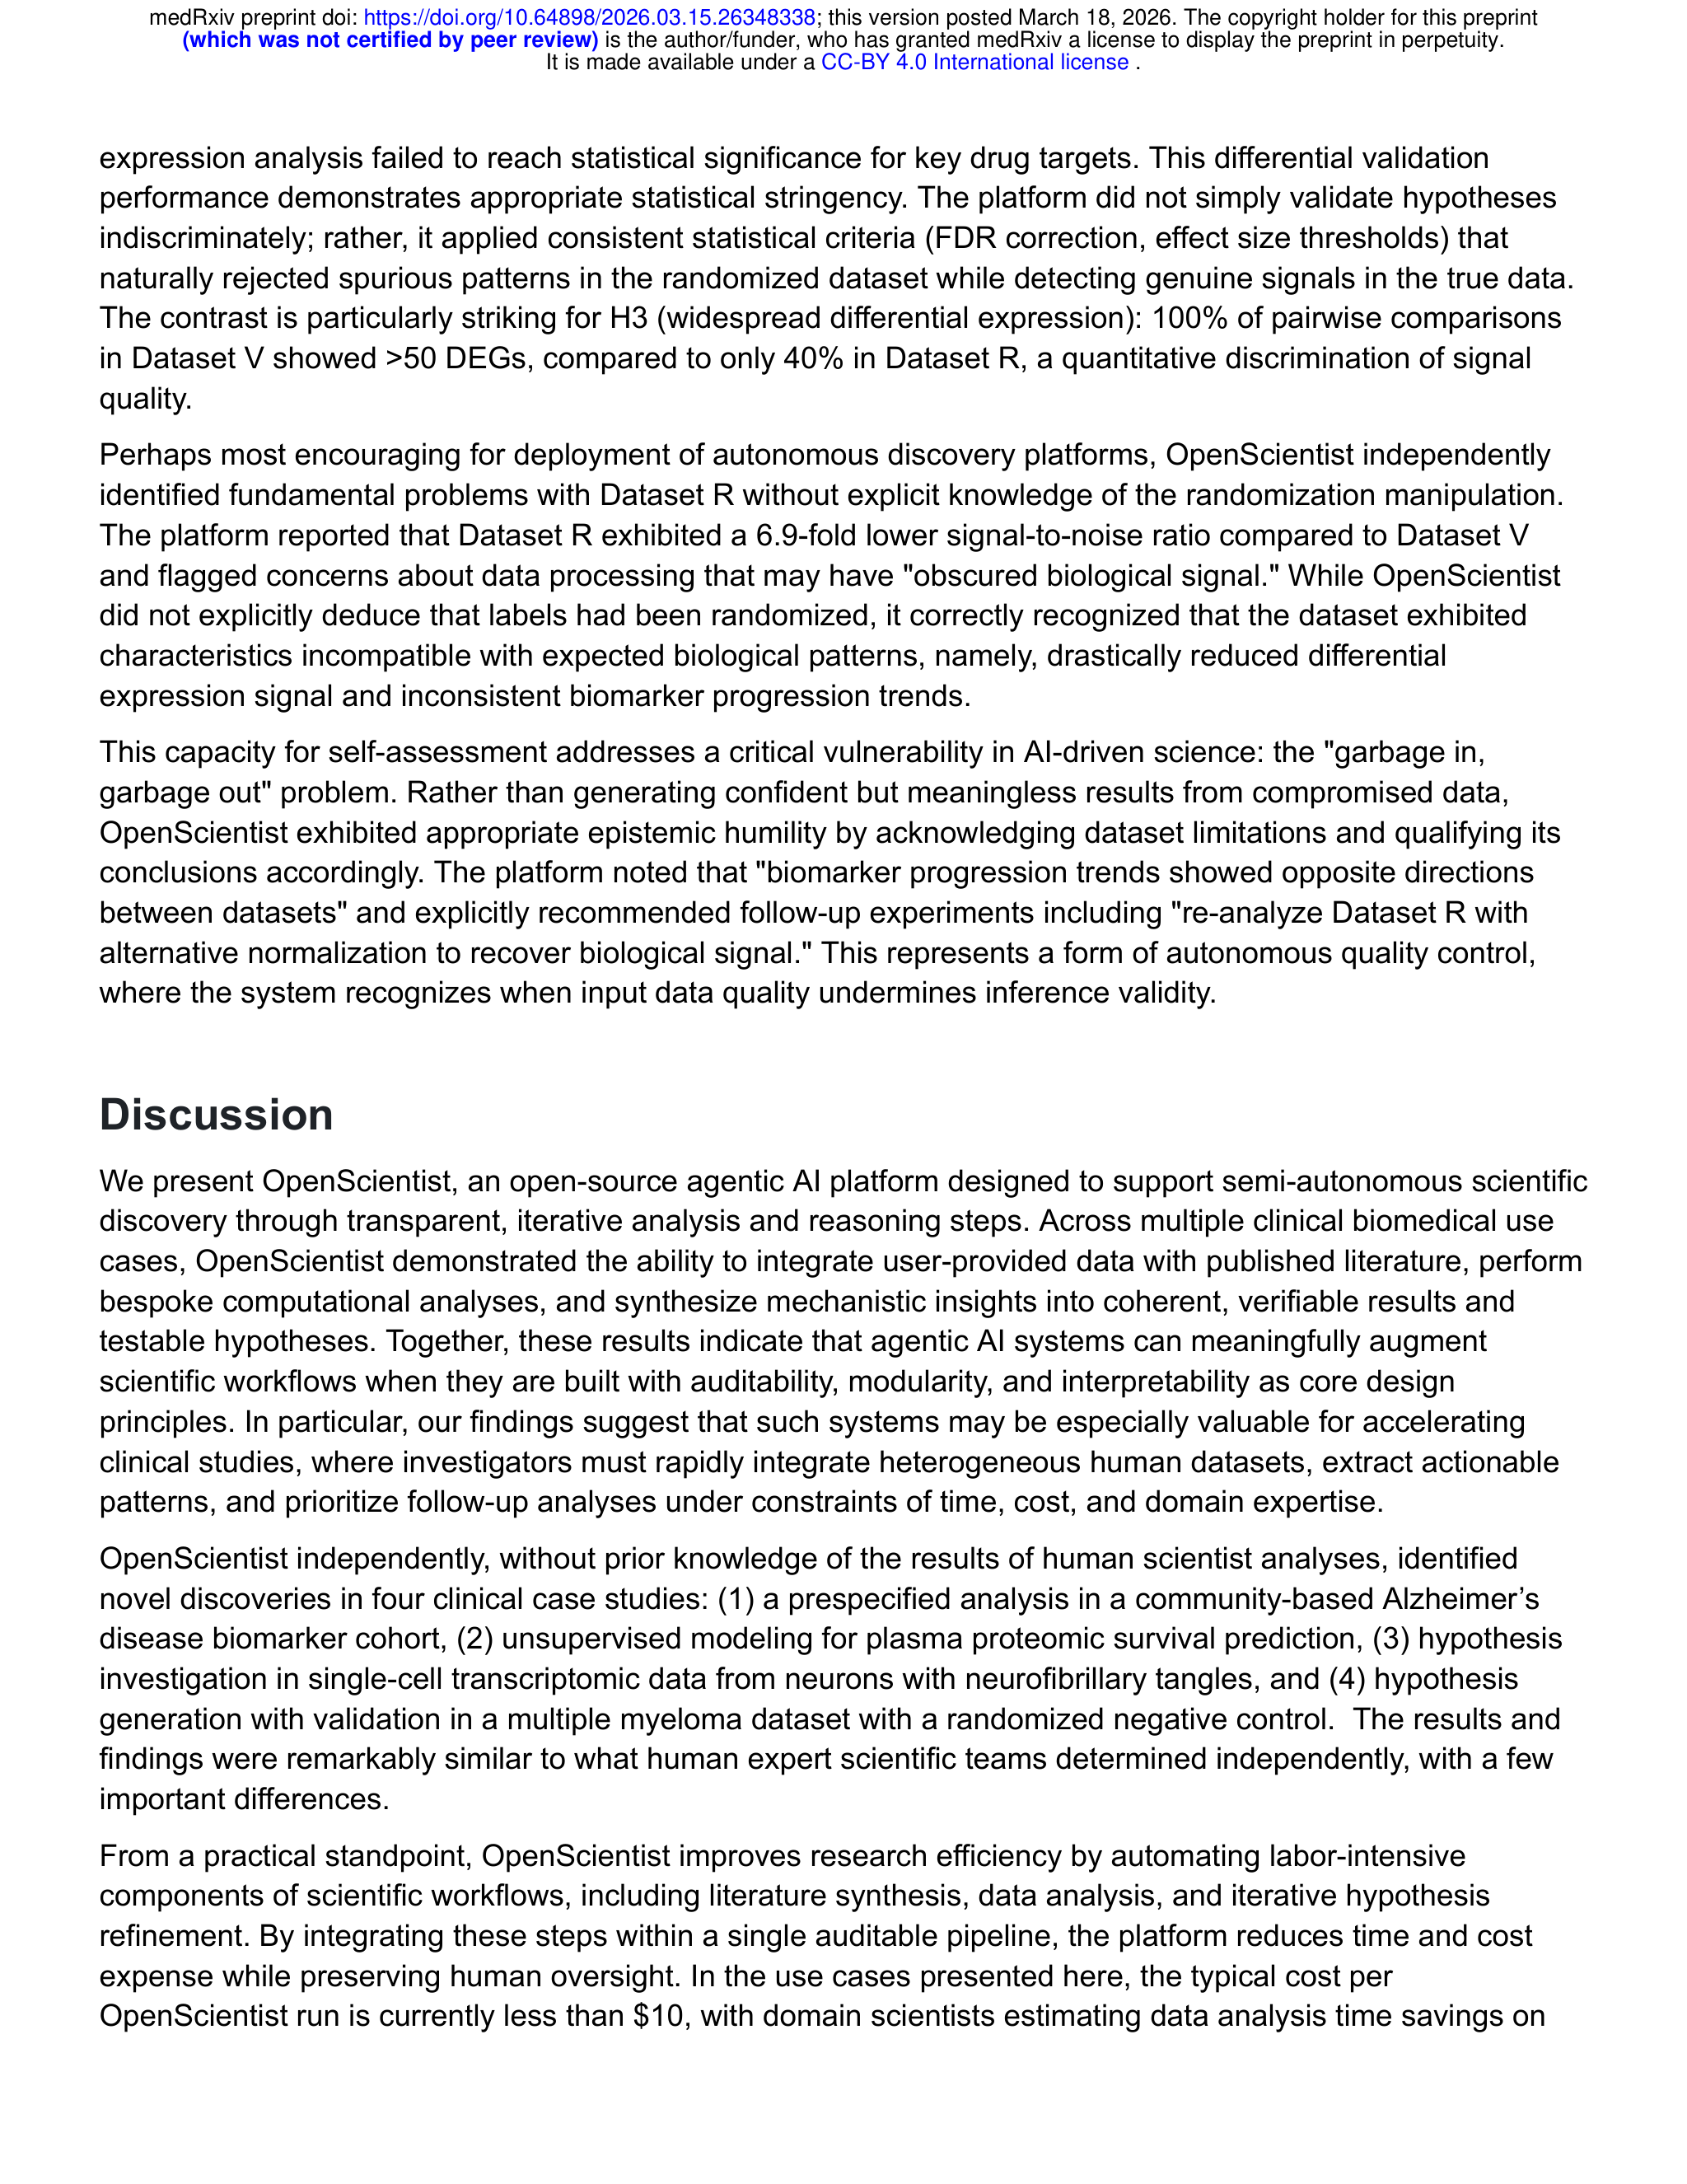 medRxiv preprint doi: https://doi.org/10.64898/2026.03.15.26348338; this version posted March 18, 2026. The copyright holder for this preprint
(which was not certified by peer review) is the author/funder, who has granted medRxiv a license to display the preprint in perpetuity.
It is made available under a CC-BY 4.0 International license .
expression analysis failed to reach statistical significance for key drug targets. This differential validation
performance demonstrates appropriate statistical stringency. The platform did not simply validate hypotheses
indiscriminately; rather, it applied consistent statistical criteria (FDR correction, effect size thresholds) that
naturally rejected spurious patterns in the randomized dataset while detecting genuine signals in the true data.
The contrast is particularly striking for H3 (widespread differential expression): 100% of pairwise comparisons
in Dataset V showed >50 DEGs, compared to only 40% in Dataset R, a quantitative discrimination of signal
quality.
Perhaps most encouraging for deployment of autonomous discovery platforms, OpenScientist independently
identified fundamental problems with Dataset R without explicit knowledge of the randomization manipulation.
The platform reported that Dataset R exhibited a 6.9-fold lower signal-to-noise ratio compared to Dataset V
and flagged concerns about data processing that may have "obscured biological signal." While OpenScientist
did not explicitly deduce that labels had been randomized, it correctly recognized that the dataset exhibited
characteristics incompatible with expected biological patterns, namely, drastically reduced differential
expression signal and inconsistent biomarker progression trends.
This capacity for self-assessment addresses a critical vulnerability in AI-driven science: the "garbage in,
garbage out" problem. Rather than generating confident but meaningless results from compromised data,
OpenScientist exhibited appropriate epistemic humility by acknowledging dataset limitations and qualifying its
conclusions accordingly. The platform noted that "biomarker progression trends showed opposite directions
between datasets" and explicitly recommended follow-up experiments including "re-analyze Dataset R with
alternative normalization to recover biological signal." This represents a form of autonomous quality control,
where the system recognizes when input data quality undermines inference validity.
Discussion
We present OpenScientist, an open-source agentic AI platform designed to support semi-autonomous scientific
discovery through transparent, iterative analysis and reasoning steps. Across multiple clinical biomedical use
cases, OpenScientist demonstrated the ability to integrate user-provided data with published literature, perform
bespoke computational analyses, and synthesize mechanistic insights into coherent, verifiable results and
testable hypotheses. Together, these results indicate that agentic AI systems can meaningfully augment
scientific workflows when they are built with auditability, modularity, and interpretability as core design
principles. In particular, our findings suggest that such systems may be especially valuable for accelerating
clinical studies, where investigators must rapidly integrate heterogeneous human datasets, extract actionable
patterns, and prioritize follow-up analyses under constraints of time, cost, and domain expertise.
OpenScientist independently, without prior knowledge of the results of human scientist analyses, identified
novel discoveries in four clinical case studies: (1) a prespecified analysis in a community-based Alzheimer’s
disease biomarker cohort, (2) unsupervised modeling for plasma proteomic survival prediction, (3) hypothesis
investigation in single-cell transcriptomic data from neurons with neurofibrillary tangles, and (4) hypothesis
generation with validation in a multiple myeloma dataset with a randomized negative control.  The results and
findings were remarkably similar to what human expert scientific teams determined independently, with a few
important differences.
From a practical standpoint, OpenScientist improves research efficiency by automating labor-intensive
components of scientific workflows, including literature synthesis, data analysis, and iterative hypothesis
refinement. By integrating these steps within a single auditable pipeline, the platform reduces time and cost
expense while preserving human oversight. In the use cases presented here, the typical cost per
OpenScientist run is currently less than $10, with domain scientists estimating data analysis time savings on